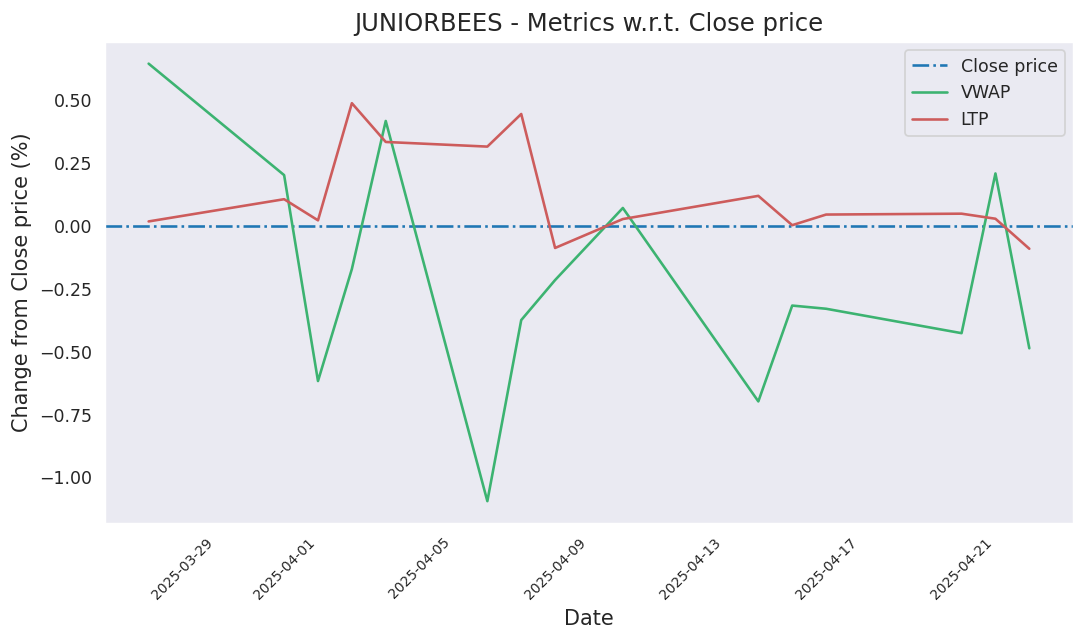 JUNIORBEES - Metrics w.r.t. Close price
Close price
VWAP
LTP
Change from Close price (%)
0.50
0.25
0.00
−0.25
−0.50
−0.75
−1.00
2025-03-29
2025-04-01
2025-04-05
2025-04-09
2025-04-13
2025-04-17
2025-04-21
Date